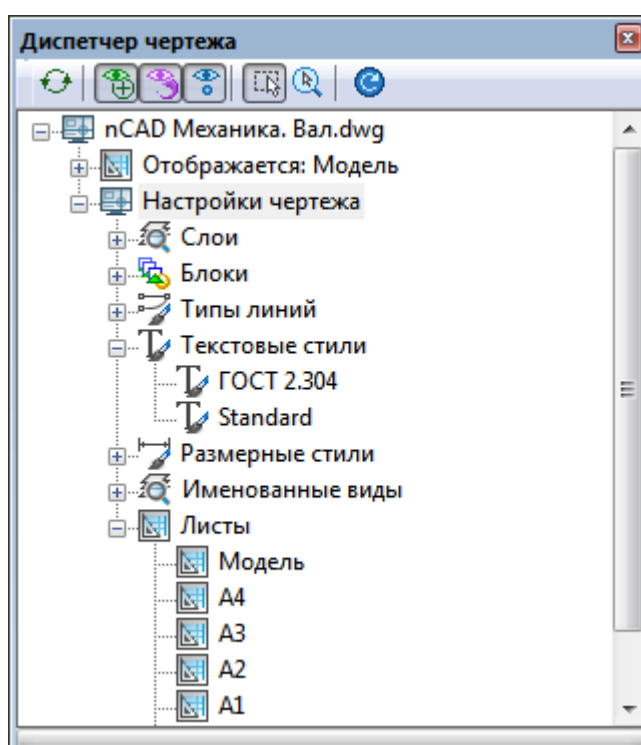 Диспетчер чертежа
nCAD Механика. Вал.dwg
Отображается: Модель
Настройки чертежа
Слои
Блоки
Типы линий
Текстовые стили
ГОСТ 2.304
Standard
Размерные стили
Именованные виды
Листы
Модель
A4
A3
A2
A1